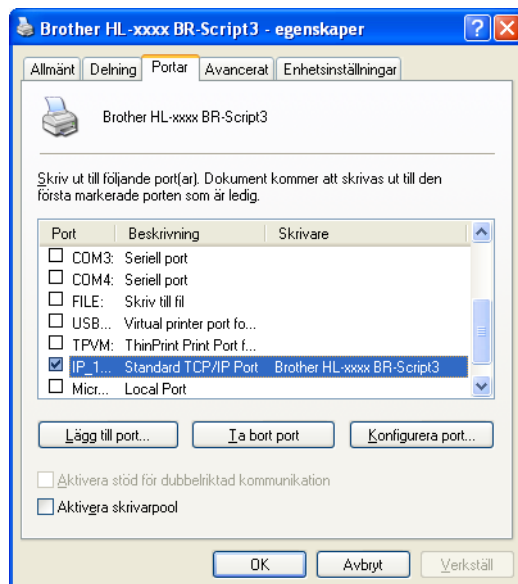 Brother HL-xxxx BR-Script3 - egenskaper
Allmänt Delning Portar Avancerat Enhetsinställningar
Brother HL-xxxx BR-Script3
Skriv ut till följande port(ar). Dokument kommer att skrivas ut till den
första markerade porten som är ledig.
Port Beskrivning Skrivare
COM3: Seriell port
COM4: Seriell port
FILE: Skriv till fil
USB... Virtual printer port fo...
TPVM: ThinPrint Print Port f...
IP_1... Standard TCP/IP Port Brother HL-xxxx BR-Script3
Micr... Local Port
Lägg till port... Ta bort port Konfigurera port...
Aktivera stöd för dubbelriktad kommunikation
Aktivera skrivarpool
OK Avbryt Verkställ